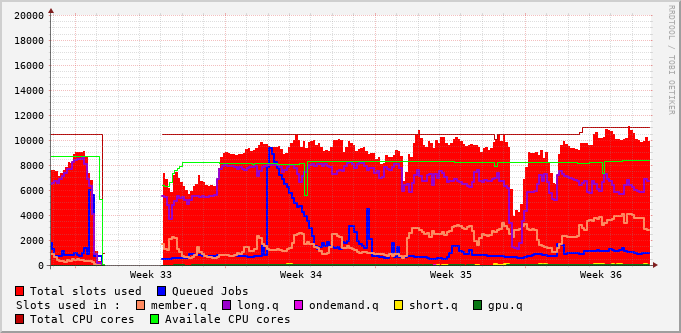 20000
18000
16000
14000
12000
10000
8000
6000
4000
2000
0
Week 33 Week 34 Week 35 Week 36
Total slots used Queued Jobs
Slots used in : member.q long.q ondemand.q short.q gpu.q
Total CPU cores Availale CPU cores
RRDTOOL / TOBI OETIKER